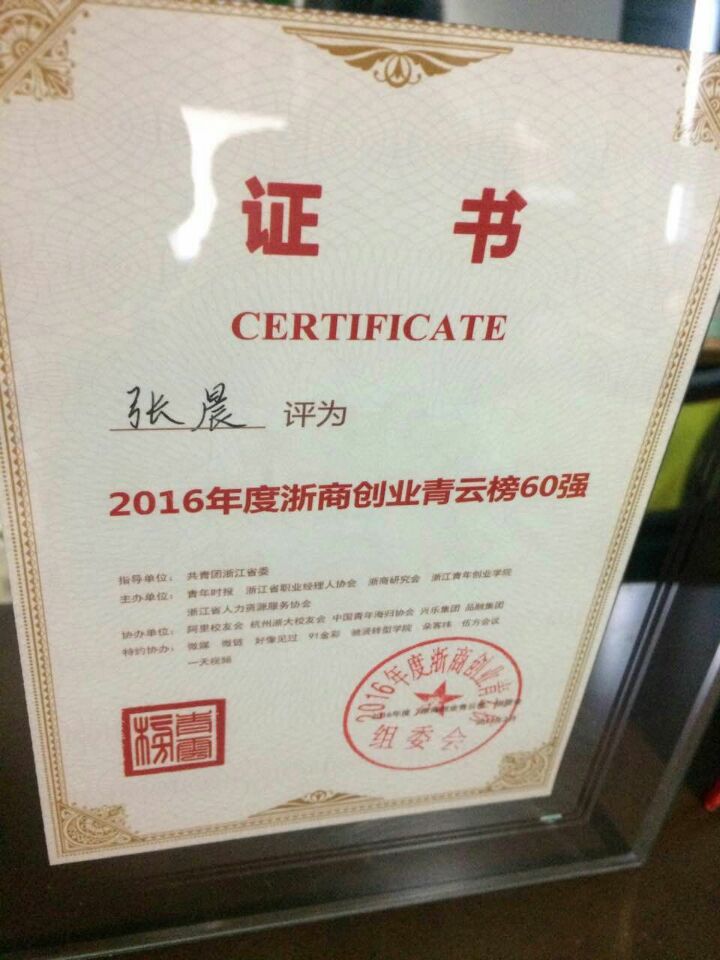 证 书
CERTIFICATE
张晨 评为
2016年度浙商创业青云榜60强
指导单位： 共青团浙江省委
主办单位： 青年时报 浙江省职业经理人协会 浙商研究会 浙江青年创业学院
浙江省人力资源服务协会
协办单位： 阿里校友会 杭州浙大校友会 中国青年海归协会 兴乐集团 品融集团
特约协办： 微媒 微链 好像见过 91金彩 被派转型学院 朵客纬 伍方会议
一天视频
青云榜
2016年度浙商创业青云榜
组委会